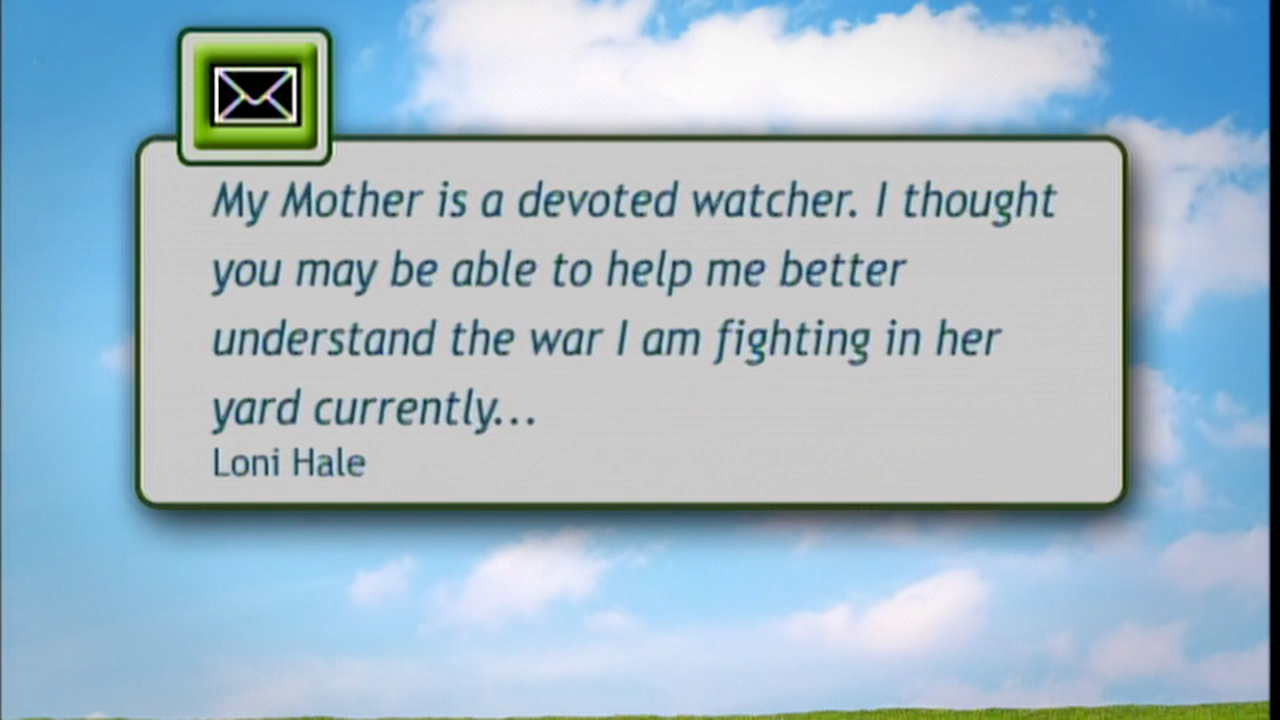 My Mother is a devoted watcher. I thought
you may be able to help me better
understand the war I am fighting in her
yard currently...
Loni Hale